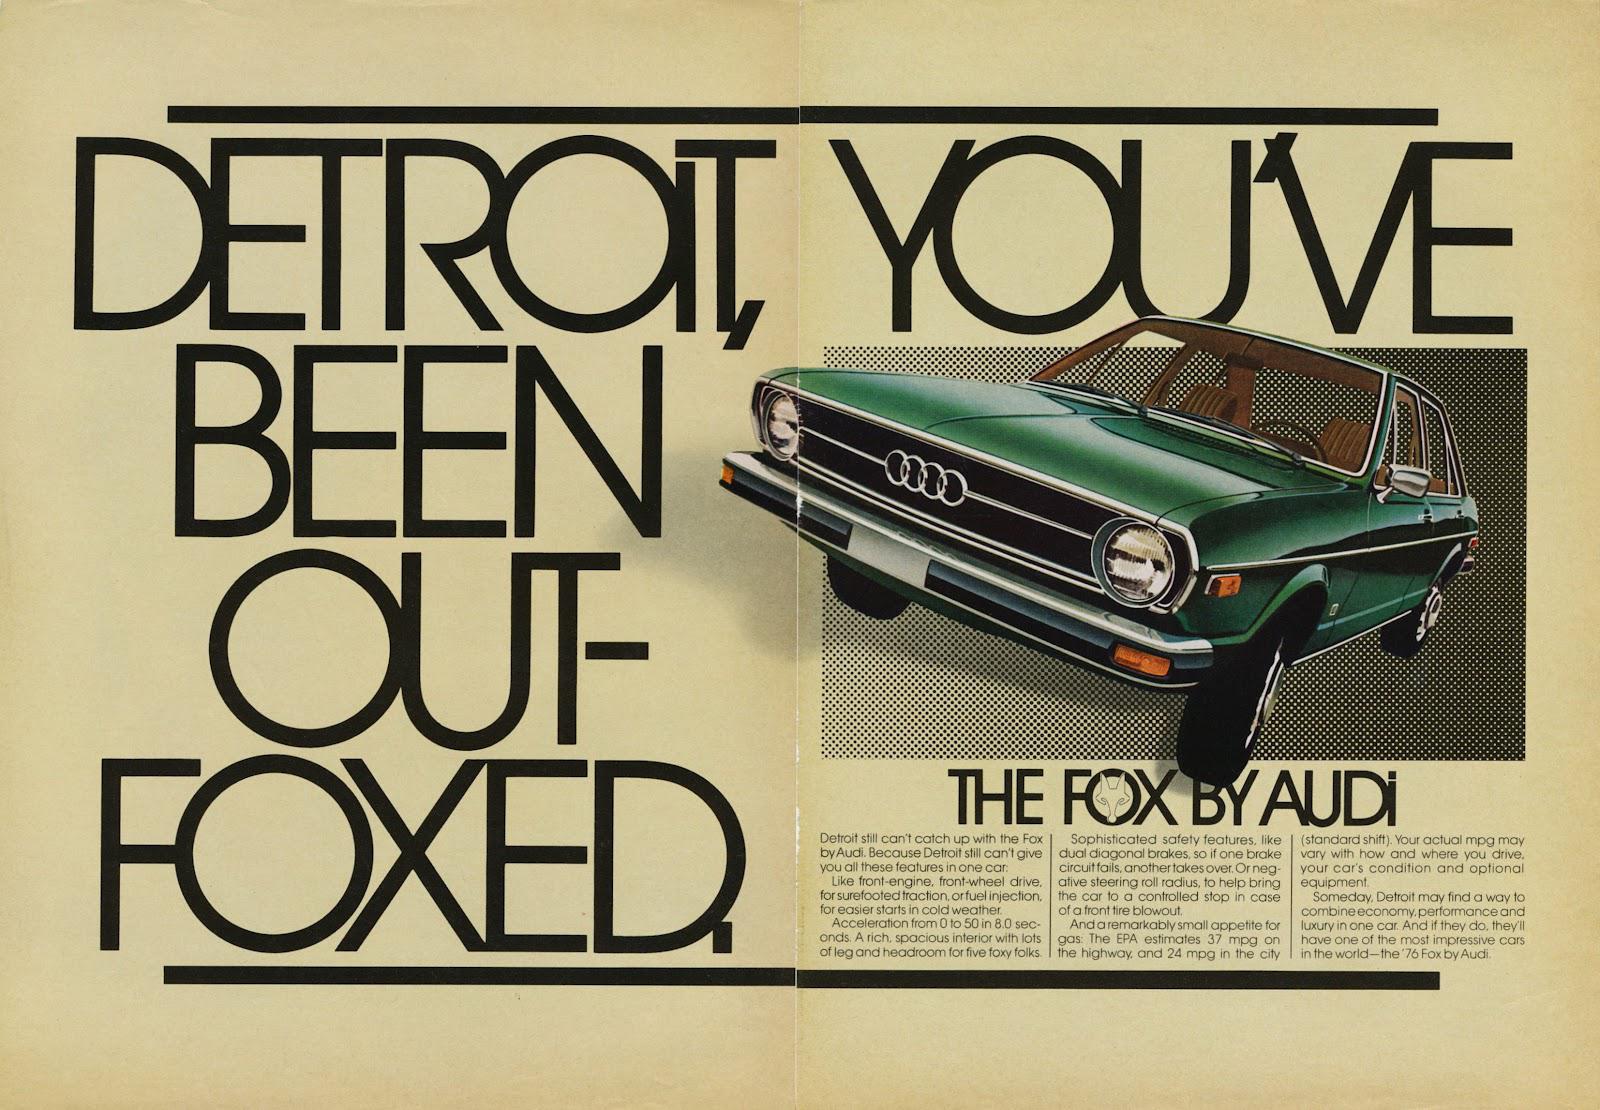 DETROiT, YOU'VE
BEEN
OUT-
FOXED.
THE FOX BY AUDi
Detroit still can't catch up with the Fox
by Audi. Because Detroit still can't give
you all these features in one car:
Like front-engine, front-wheel drive,
for surefooted traction, or fuel injection,
for easier starts in cold weather.
Acceleration from 0 to 50 in 8.0 sec-
onds. A rich, spacious interior with lots
of leg and headroom for five foxy folks.
Sophisticated safety features, like
dual diagonal brakes, so if one brake
circuit fails, another takes over. Or neg-
ative steering roll radius, to help bring
the car to a controlled stop in case
of a front tire blowout.
And a remarkably small appetite for
gas: The EPA estimates 37 mpg on
the highway, and 24 mpg in the city
(standard shift). Your actual mpg may
vary with how and where you drive,
your car's condition and optional
equipment.
Someday, Detroit may find a way to
combine economy, performance and
luxury in one car. And if they do, they'll
have one of the most impressive cars
in the world—the '76 Fox by Audi.